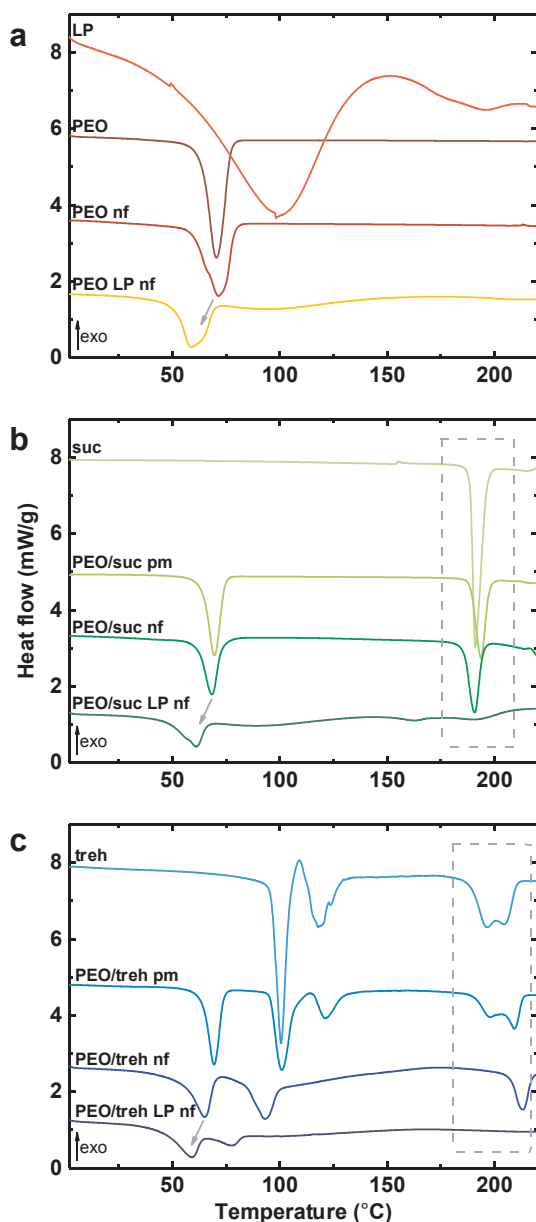 a
LP
8
6
PEO
4
PEO nf
2
PEO LP nf
exo
0
50
100
150
200
b
suc
8
6
PEO/suc pm
4
PEO/suc nf
2
PEO/suc LP nf
exo
0
50
100
150
200
Heat flow (mW/g)
c
treh
8
6
PEO/treh pm
4
PEO/treh nf
2
PEO/treh LP nf
exo
0
50
100
150
200
Temperature (°C)